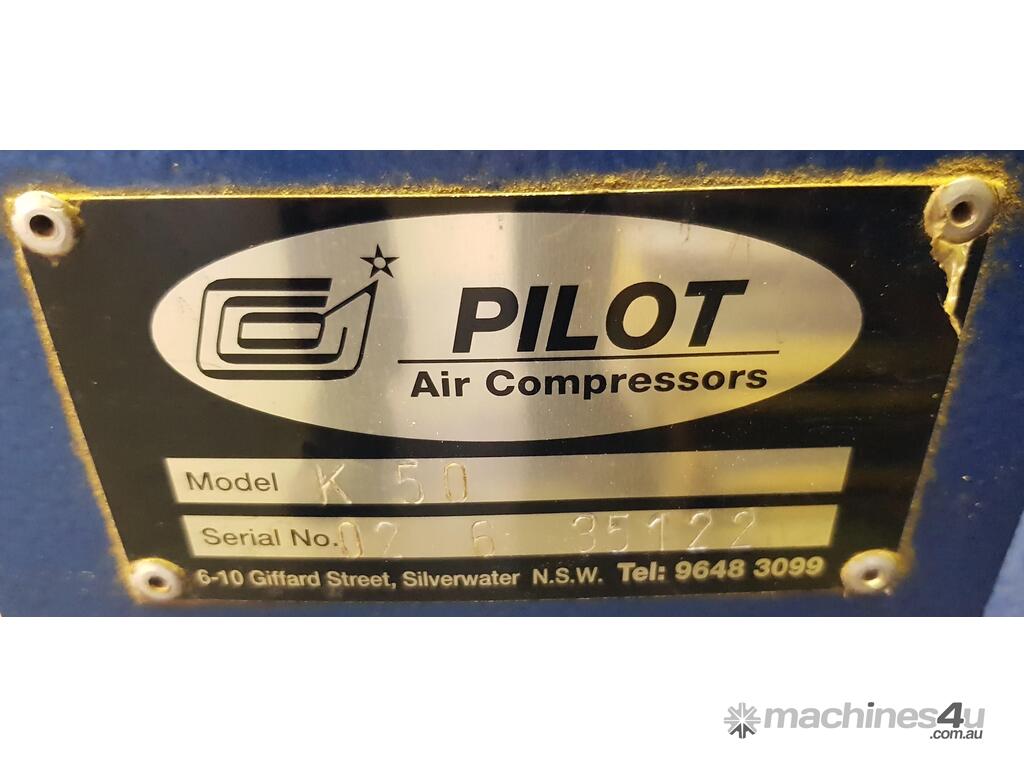 PILOT
Air Compressors
Model K 50
Serial No. 02 6 35122
6-10 Giffard Street, Silverwater N.S.W. Tel: 9648 3099
machines4u
.com.au